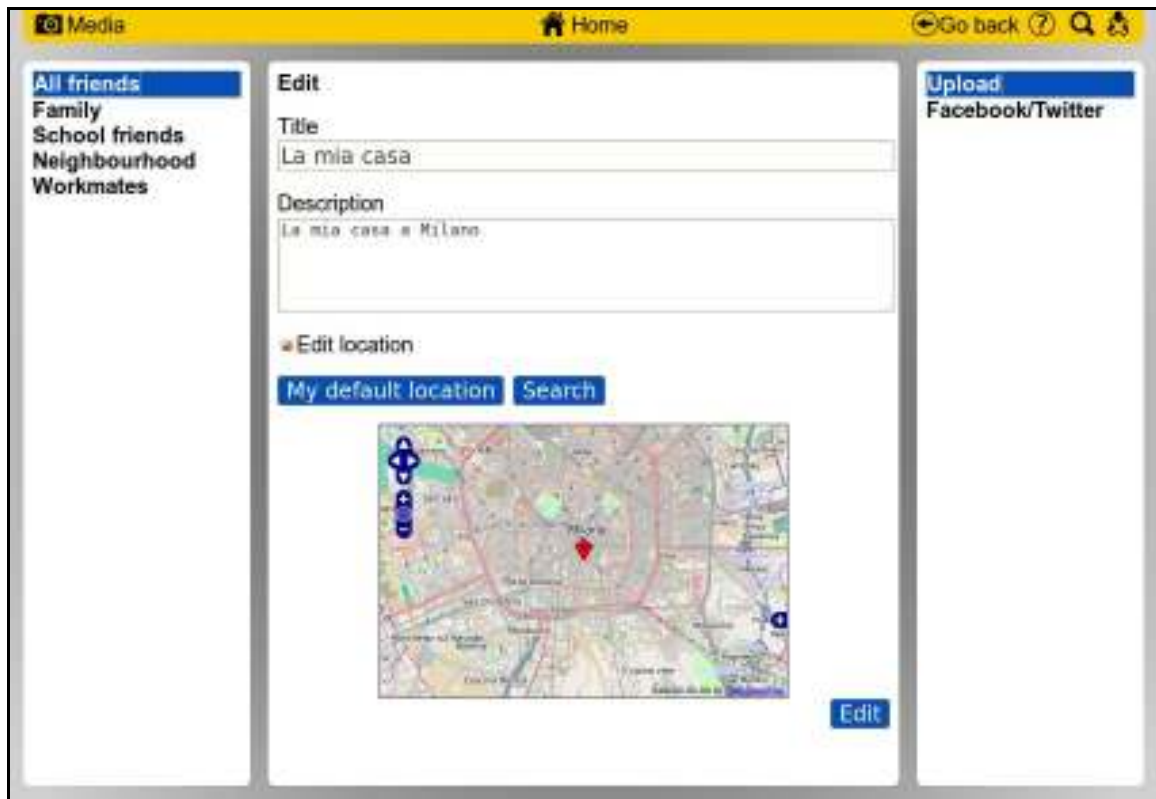 Media
Home
Go back
All friends
Family
School friends
Neighbourhood
Workmates
Edit
Title
La mia casa
Description
La mia casa a Milano
Edit location
My default location
Search
Edit
Upload
Facebook/Twitter